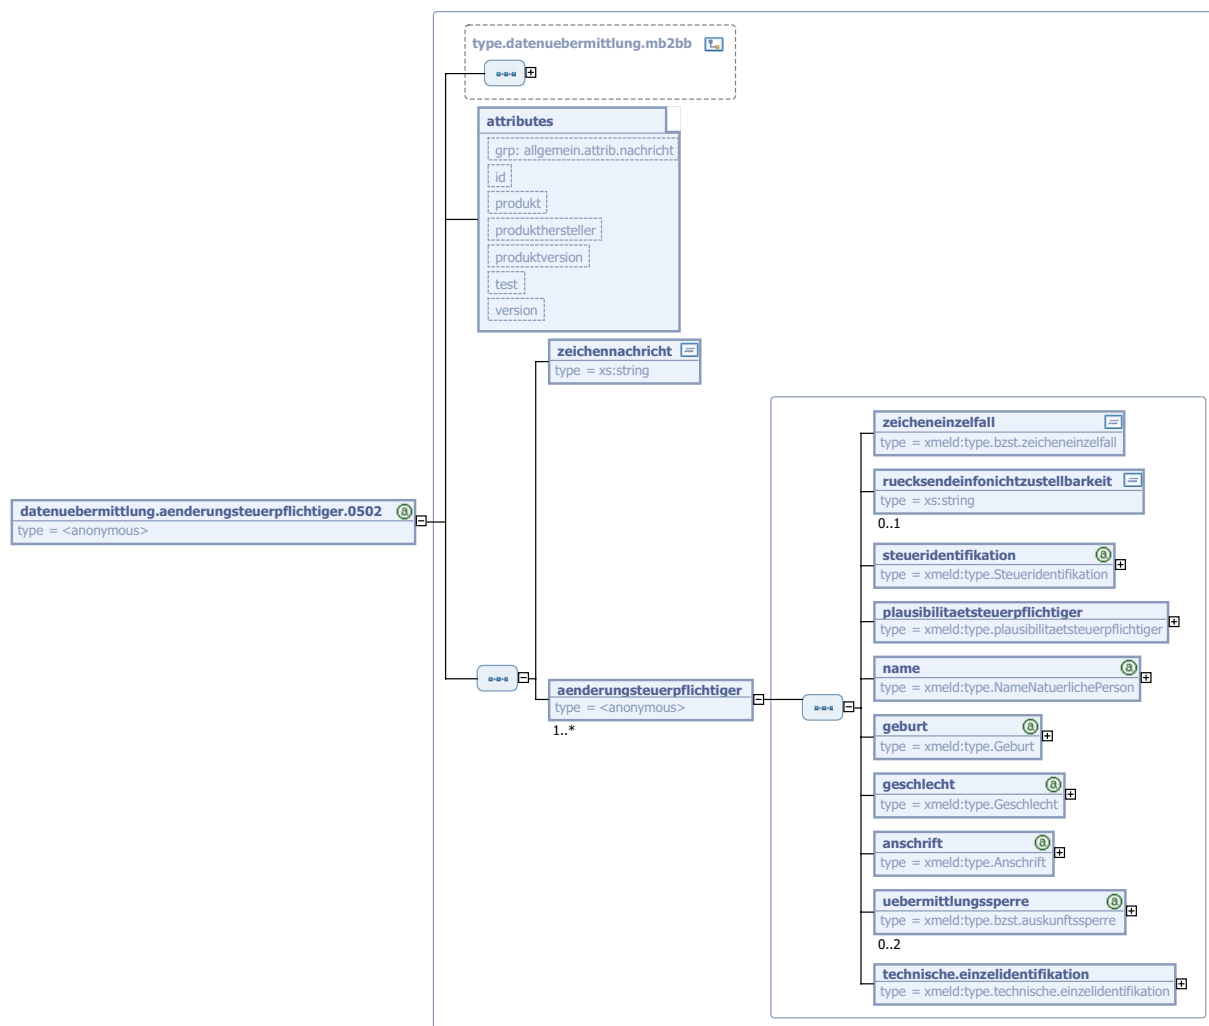 type.datenuebermittlung.mb2bb
attributes
grp: allgemein.attrib.nachricht
id
produkt
produkthersteller
produktversion
test
version
zeichennachricht
type = xs:string
datenuebermittlung.aenderungsteuerpflichtiger.0502 a
type = <anonymous>
aenderungsteuerpflichtiger
type = <anonymous>
1..*
zeicheneinzelfall
type = xmeld:type.bzst.zeicheneinzelfall
ruecksendeinfonichtzustellbarkeit
type = xs:string
0..1
steueridentifikation a
type = xmeld:type.Steueridentifikation
plausibilitaetsteuerpflichtiger
type = xmeld:type.plausibilitaetsteuerpflichtiger
name a
type = xmeld:type.NameNatuerlichePerson
geburt a
type = xmeld:type.Geburt
geschlecht a
type = xmeld:type.Geschlecht
anschrift a
type = xmeld:type.Anschrift
uebermittlungssperre a
type = xmeld:type.bzst.auskunftssperre
0..2
technische.einzelidentifikation
type = xmeld:type.technische.einzelidentifikation